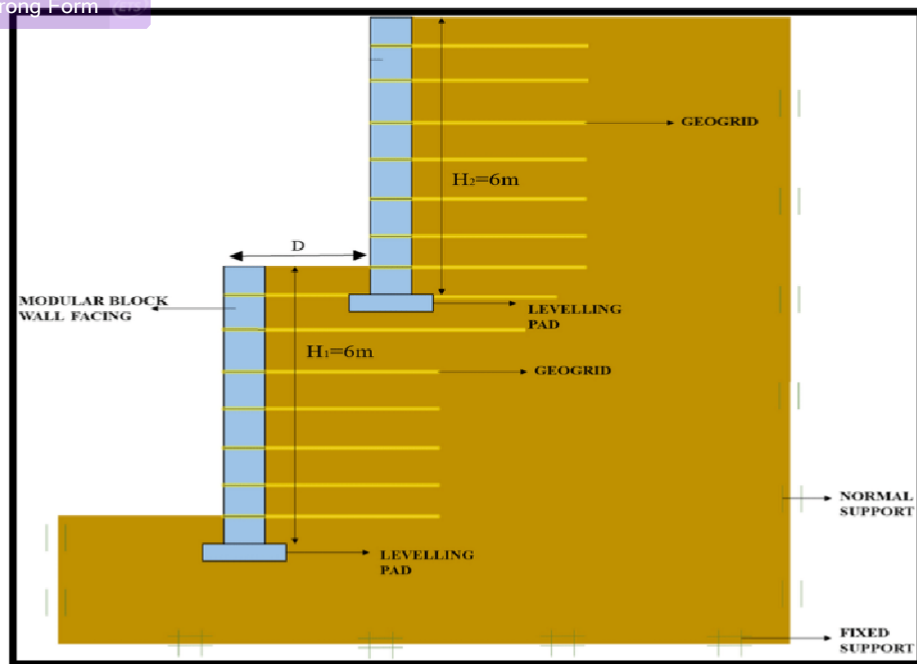 rong Form
GEOGRID
H₂=6m
D
MODULAR BLOCK
WALL FACING
LEVELLING
PAD
H₁=6m
GEOGRID
NORMAL
SUPPORT
LEVELLING
PAD
FIXED
SUPPORT